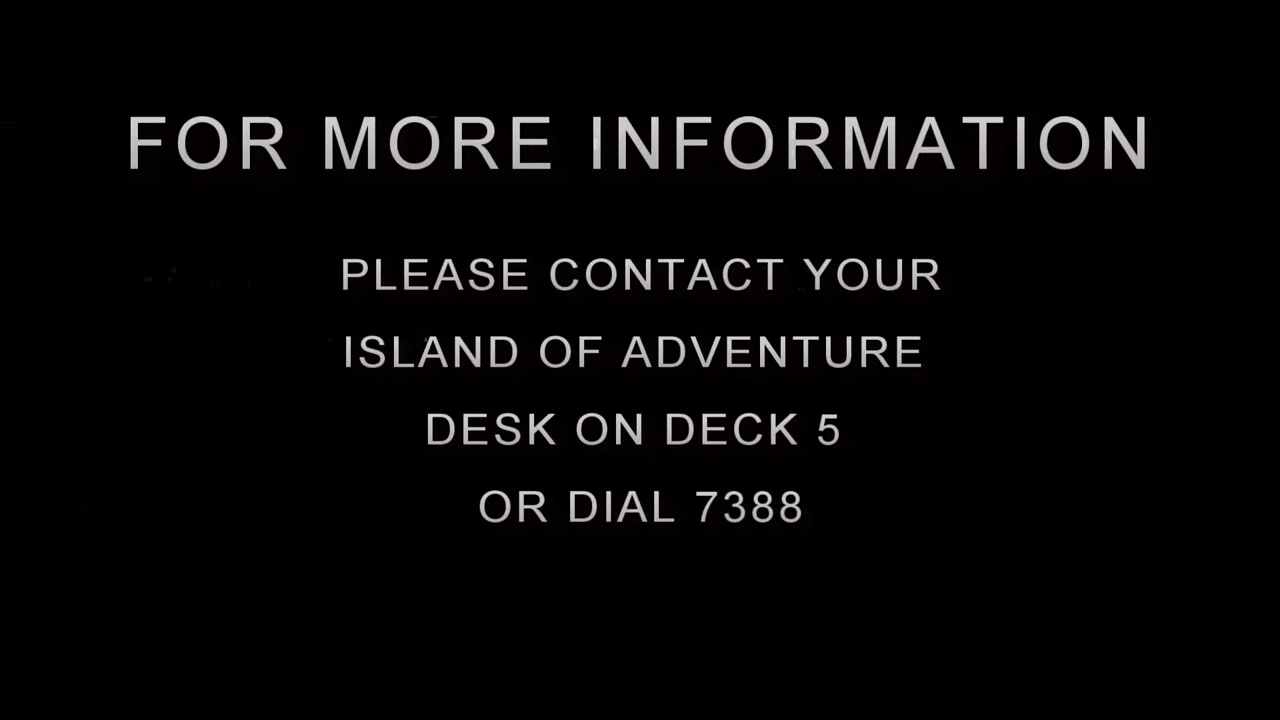 FOR MORE INFORMATION
PLEASE CONTACT YOUR
ISLAND OF ADVENTURE
DESK ON DECK 5
OR DIAL 7388